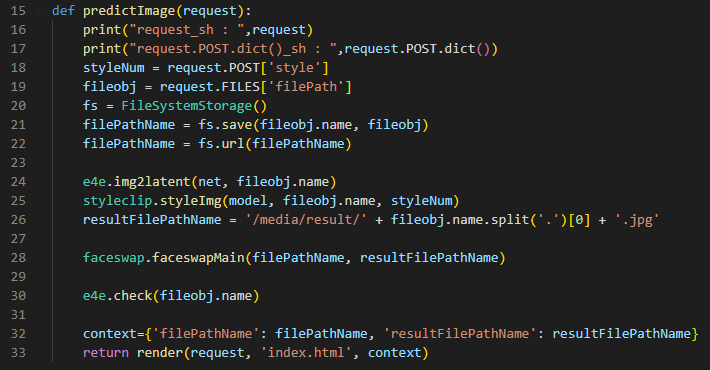 15 def predictImage(request):
16     print("request_sh : ",request)
17     print("request.POST.dict()_sh : ",request.POST.dict())
18     styleNum = request.POST['style']
19     fileobj = request.FILES['filePath']
20     fs = FileSystemStorage()
21     filePathName = fs.save(fileobj.name, fileobj)
22     filePathName = fs.url(filePathName)
23
24     e4e.img2latent(net, fileobj.name)
25     styleclip.styleImg(model, fileobj.name, styleNum)
26     resultFilePathName = '/media/result/' + fileobj.name.split('.')[0] + '.jpg'
27
28     faceswap.faceswapMain(filePathName, resultFilePathName)
29
30     e4e.check(fileobj.name)
31
32     context={'filePathName': filePathName, 'resultFilePathName': resultFilePathName}
33     return render(request, 'index.html', context)